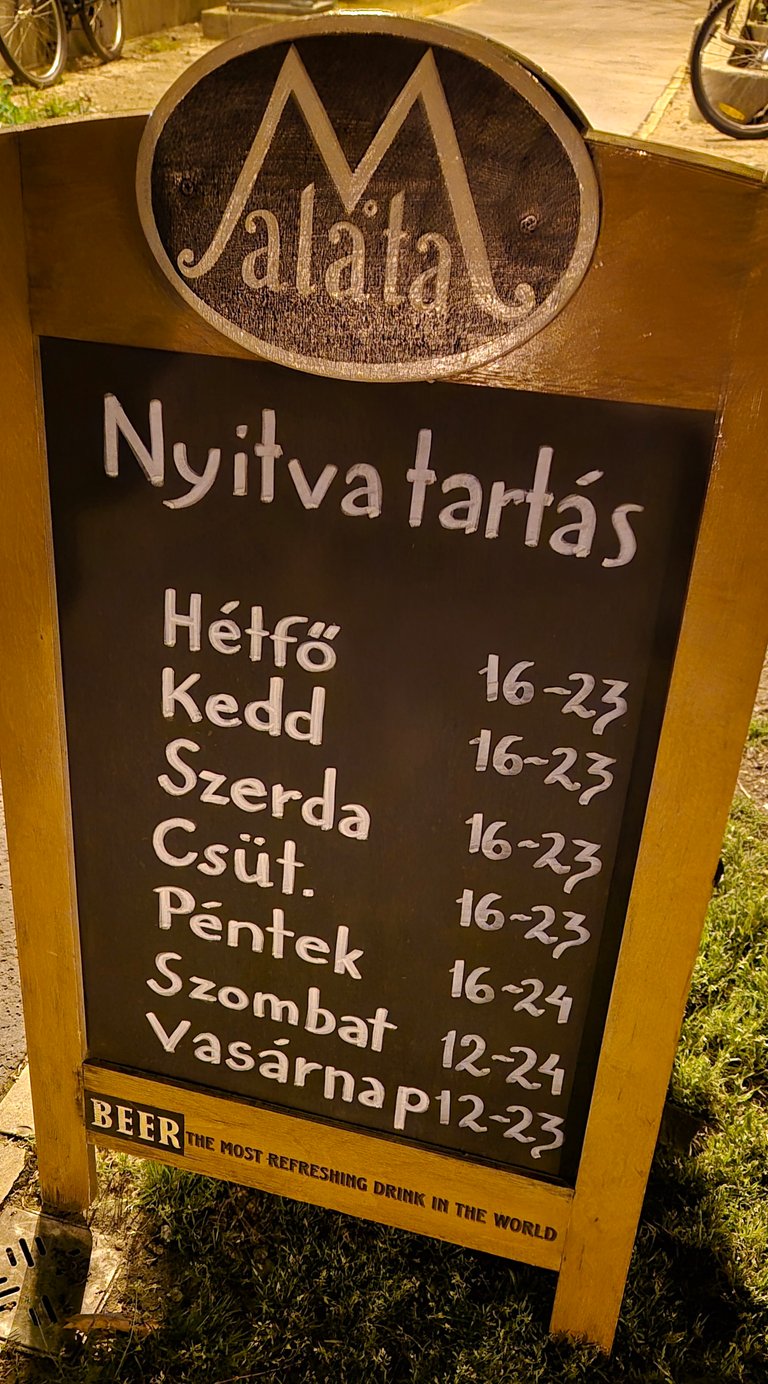 Maláta
Nyitva tartás
Hétfő 16-23
Kedd 16-23
Szerda 16-23
Csüt. 16-23
Péntek 16-24
Szombat 12-24
Vasárnap 12-23
BEER THE MOST REFRESHING DRINK IN THE WORLD